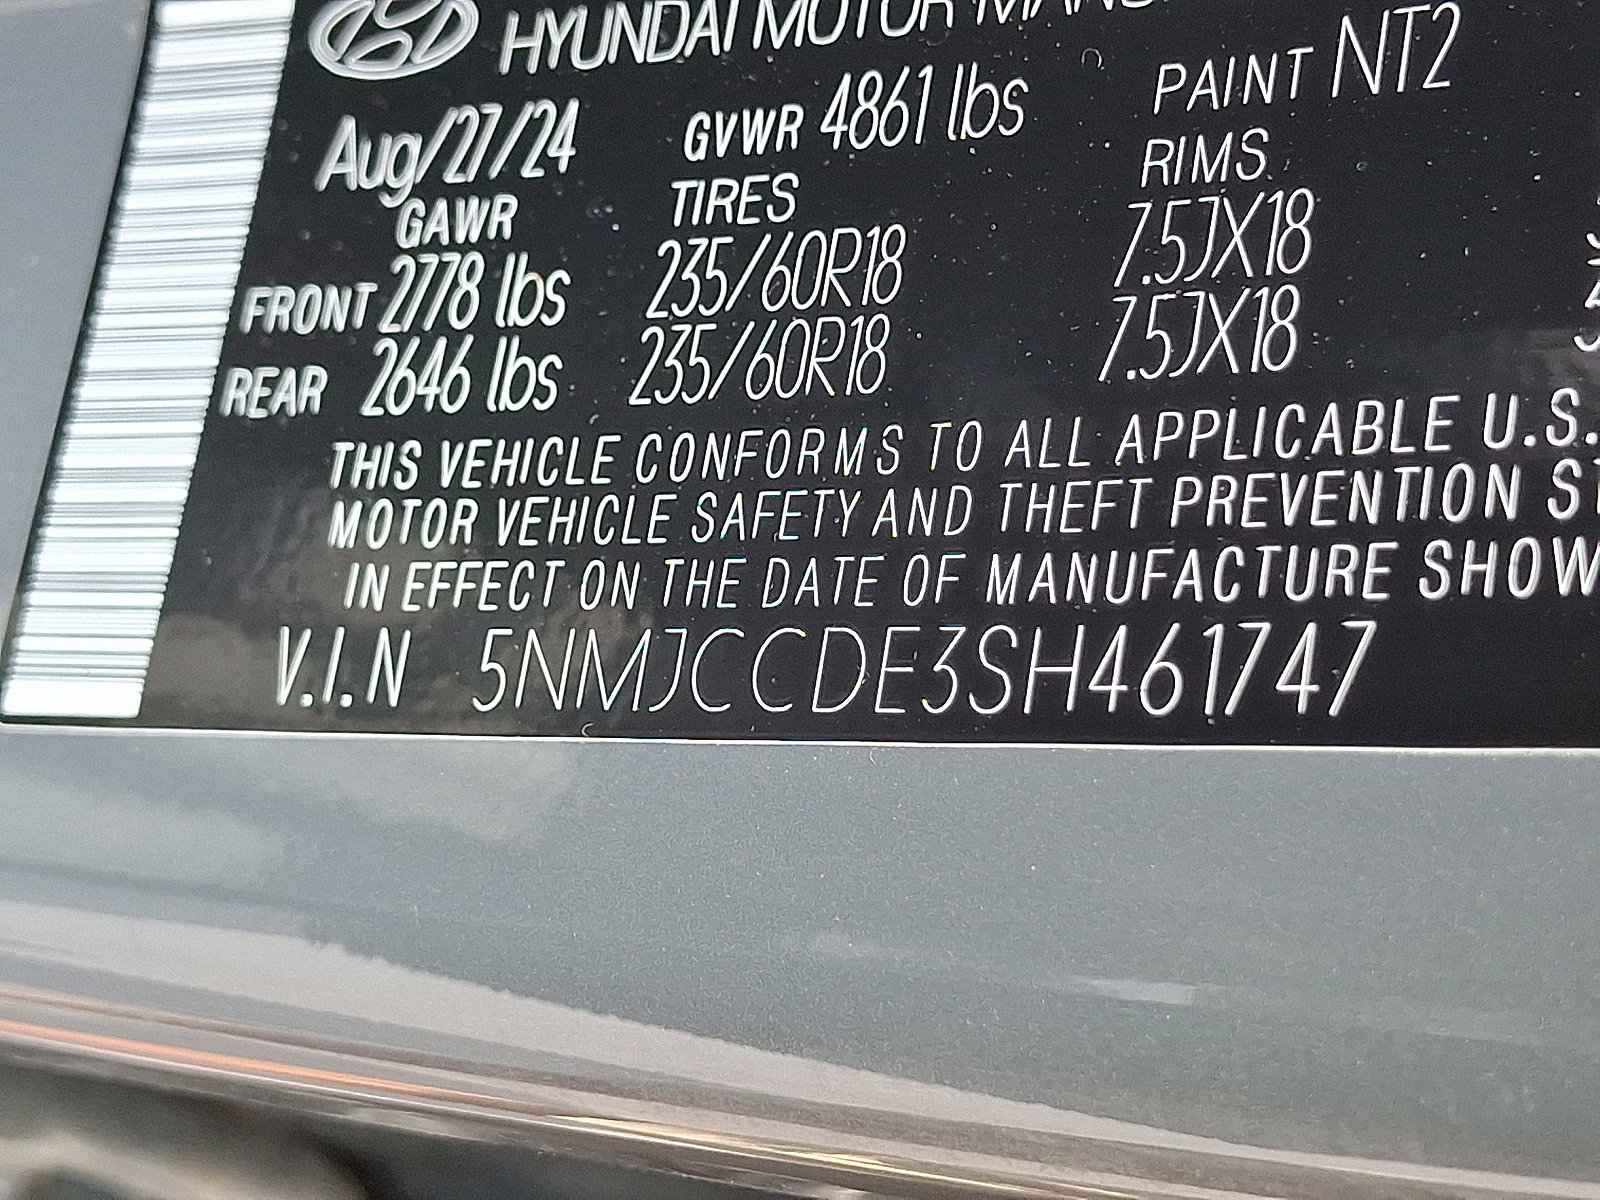 HYUNDAI MOTOR
Aug/27/24 GVWR 4861 lbs PAINT NT2
GAWR TIRES RIMS
FRONT 2778 lbs 235/60R18 7.5JX18
REAR 2646 lbs 235/60R18 7.5JX18
THIS VEHICLE CONFORMS TO ALL APPLICABLE U.S.
MOTOR VEHICLE SAFETY AND THEFT PREVENTION
IN EFFECT ON THE DATE OF MANUFACTURE SHOW
V.I.N 5NMJCCDE3SH461747